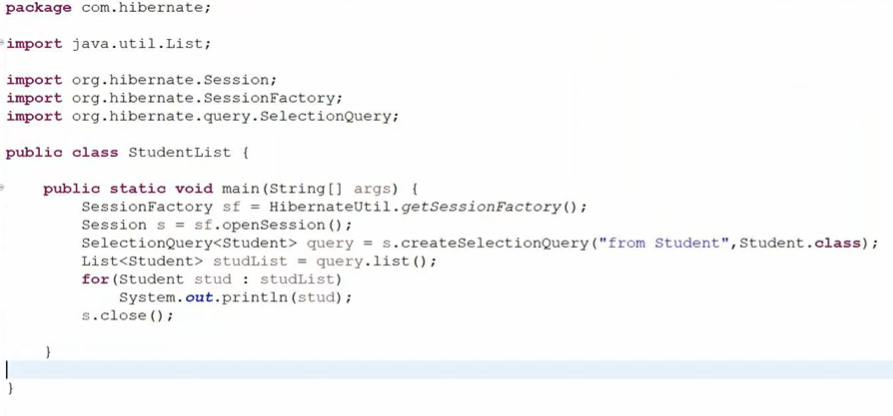 package com.hibernate;
import java.util.List;
import org.hibernate.Session;
import org.hibernate.SessionFactory;
import org.hibernate.query.SelectionQuery;
public class StudentList {
public static void main(String[] args) {
SessionFactory sf = HibernateUtil.getSessionFactory();
Session s = sf.openSession();
SelectionQuery<Student> query = s.createSelectionQuery("from Student",Student.class);
List<Student> studList = query.list();
for(Student stud : studList)
System.out.println(stud);
s.close();
}
}